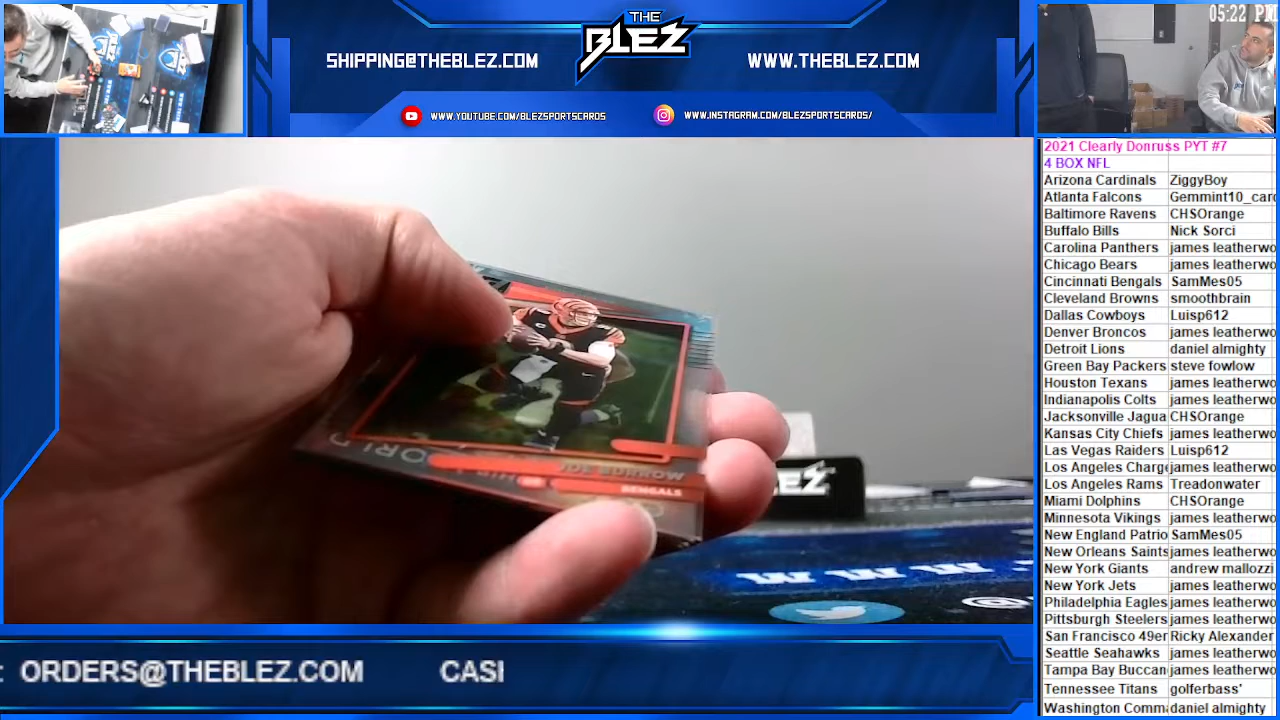 05:22 PM
THE
BLEZ
SHIPPING@THEBLEZ.COM
WWW.THEBLEZ.COM
WWW.YOUTUBE.COM/BLEZSPORTSCARDS
WWW.INSTAGRAM.COM/BLEZSPORTSCARDS/
2021 Clearly Donruss PYT #7
4 BOX NFL
Arizona Cardinals ZiggyBoy
Atlanta Falcons Gemmint10_card
Baltimore Ravens CHSOrange
Buffalo Bills Nick Sorci
Carolina Panthers james leatherwo
Chicago Bears james leatherwo
Cincinnati Bengals SamMes05
Cleveland Browns smoothbrain
Dallas Cowboys Luisp612
Denver Broncos james leatherwo
Detroit Lions daniel almighty
Green Bay Packers steve fowlow
Houston Texans james leatherwo
Indianapolis Colts james leatherwo
Jacksonville Jagua CHSOrange
Kansas City Chiefs james leatherwo
Las Vegas Raiders Luisp612
Los Angeles Charge james leatherwo
Los Angeles Rams Treadonwater
Miami Dolphins CHSOrange
Minnesota Vikings james leatherwo
New England Patrio SamMes05
New Orleans Saints james leatherwo
New York Giants andrew mallozzi
New York Jets james leatherwo
Philadelphia Eagles james leatherwo
Pittsburgh Steelers james leatherwo
San Francisco 49er Ricky Alexander
Seattle Seahawks james leatherwo
Tampa Bay Buccan james leatherwo
Tennessee Titans golferbass'
Washington Comma daniel almighty
JOE BURROW
BENGALS
: ORDERS@THEBLEZ.COM CASI